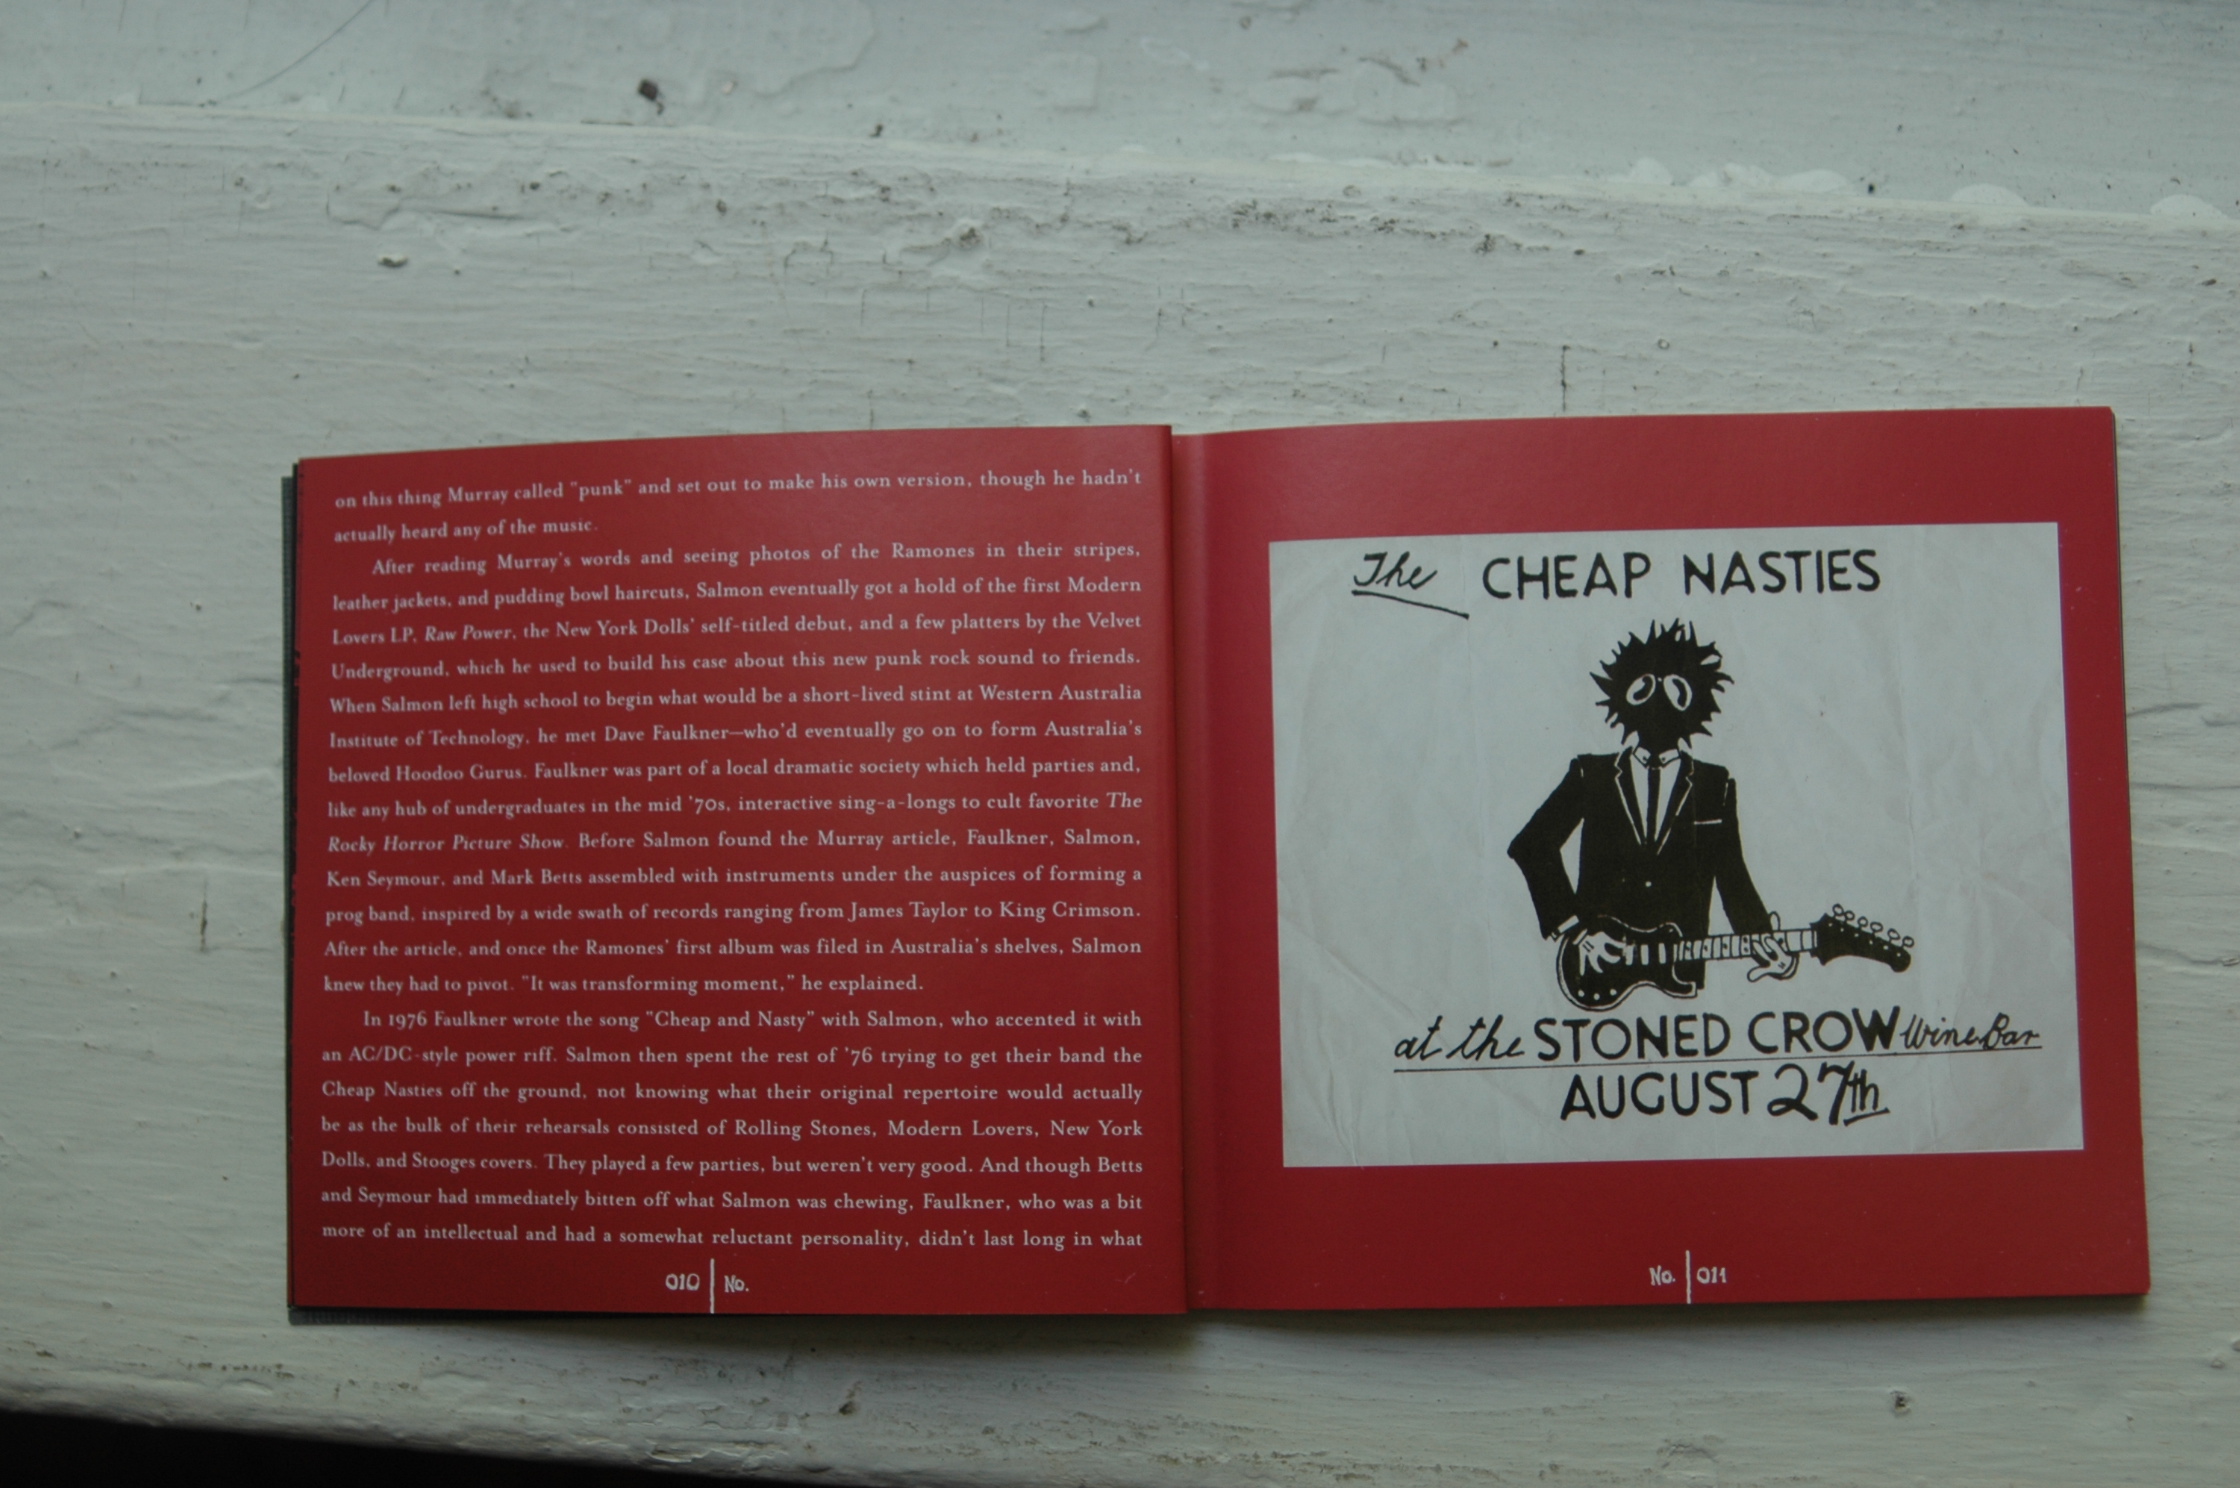 on this thing Murray called "punk" and set out to make his own version, though he hadn't
actually heard any of the music.
After reading Murray's words and seeing photos of the Ramones in their stripes,
leather jackets, and pudding bowl haircuts, Salmon eventually got a hold of the first Modern
Lovers LP, Raw Power, the New York Dolls' self-titled debut, and a few platters by the Velvet
Underground, which he used to build his case about this new punk rock sound to friends.
When Salmon left high school to begin what would be a short-lived stint at Western Australia
Institute of Technology, he met Dave Faulkner—who'd eventually go on to form Australia's
beloved Hoodoo Gurus. Faulkner was part of a local dramatic society which held parties and,
like any hub of undergraduates in the mid '70s, interactive sing-a-longs to cult favorite The
Rocky Horror Picture Show. Before Salmon found the Murray article, Faulkner, Salmon,
Ken Seymour, and Mark Betts assembled with instruments under the auspices of forming a
prog band, inspired by a wide swath of records ranging from James Taylor to King Crimson.
After the article, and once the Ramones' first album was filed in Australia's shelves, Salmon
knew they had to pivot. "It was transforming moment," he explained.
In 1976 Faulkner wrote the song "Cheap and Nasty" with Salmon, who accented it with
an AC/DC-style power riff. Salmon then spent the rest of '76 trying to get their band the
Cheap Nasties off the ground, not knowing what their original repertoire would actually
be as the bulk of their rehearsals consisted of Rolling Stones, Modern Lovers, New York
Dolls, and Stooges covers. They played a few parties, but weren't very good. And though Betts
and Seymour had immediately bitten off what Salmon was chewing, Faulkner, who was a bit
more of an intellectual and had a somewhat reluctant personality, didn't last long in what
010 | No.
The CHEAP NASTIES
at the STONED CROW Wine Bar
AUGUST 27th
No. | 011